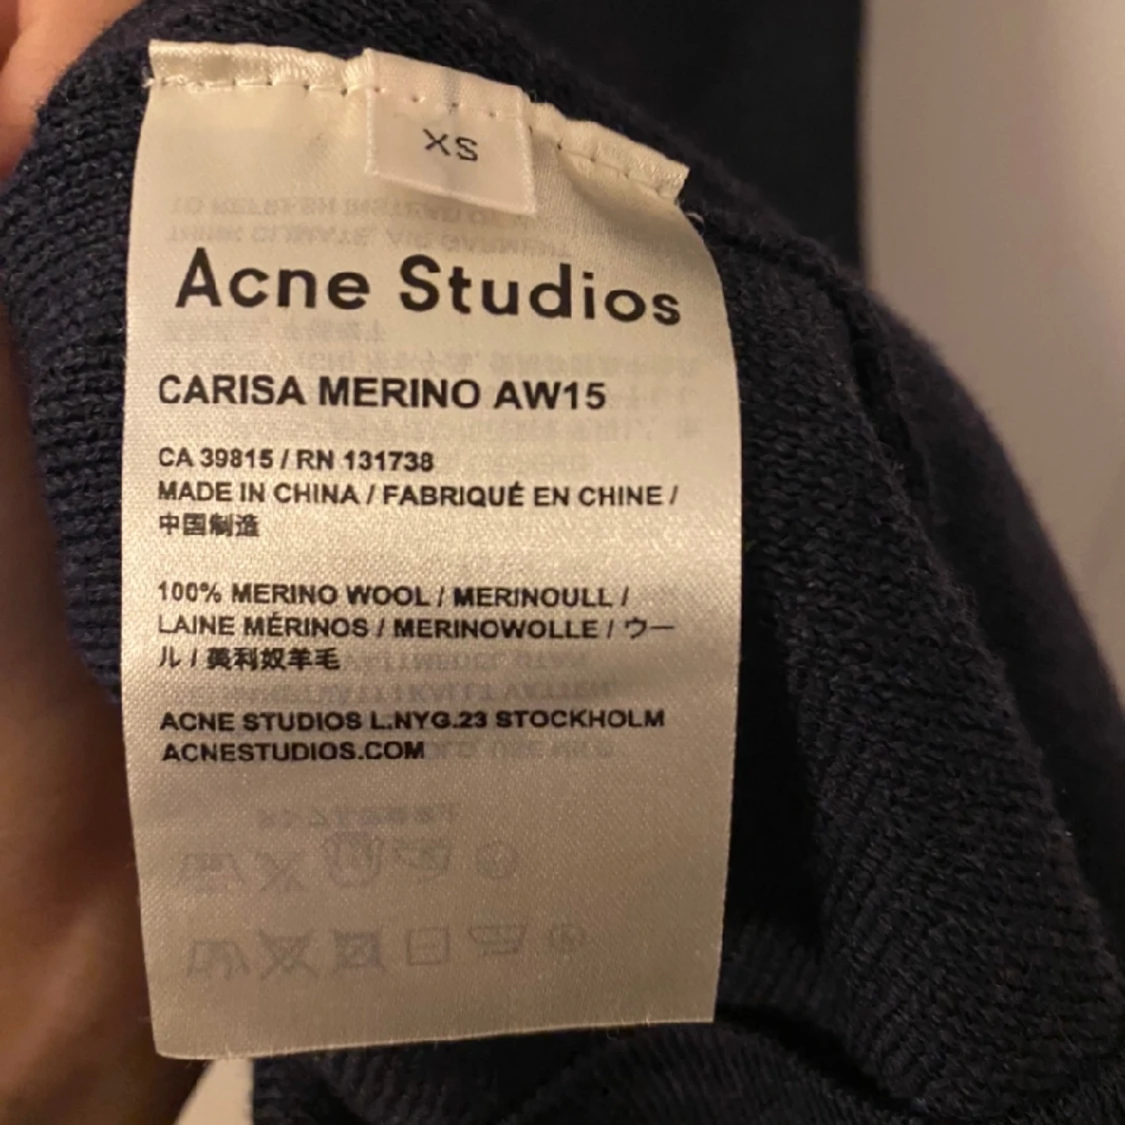 XS
Acne Studios
CARISA MERINO AW15
CA 39815 / RN 131738
MADE IN CHINA / FABRIQUÉ EN CHINE /
中国制造
100% MERINO WOOL / MERINOULL /
LAINE MÉRINOS / MERINOWOLLE / ウー
ル / 美利奴羊毛
ACNE STUDIOS L.NYG.23 STOCKHOLM
ACNESTUDIOS.COM